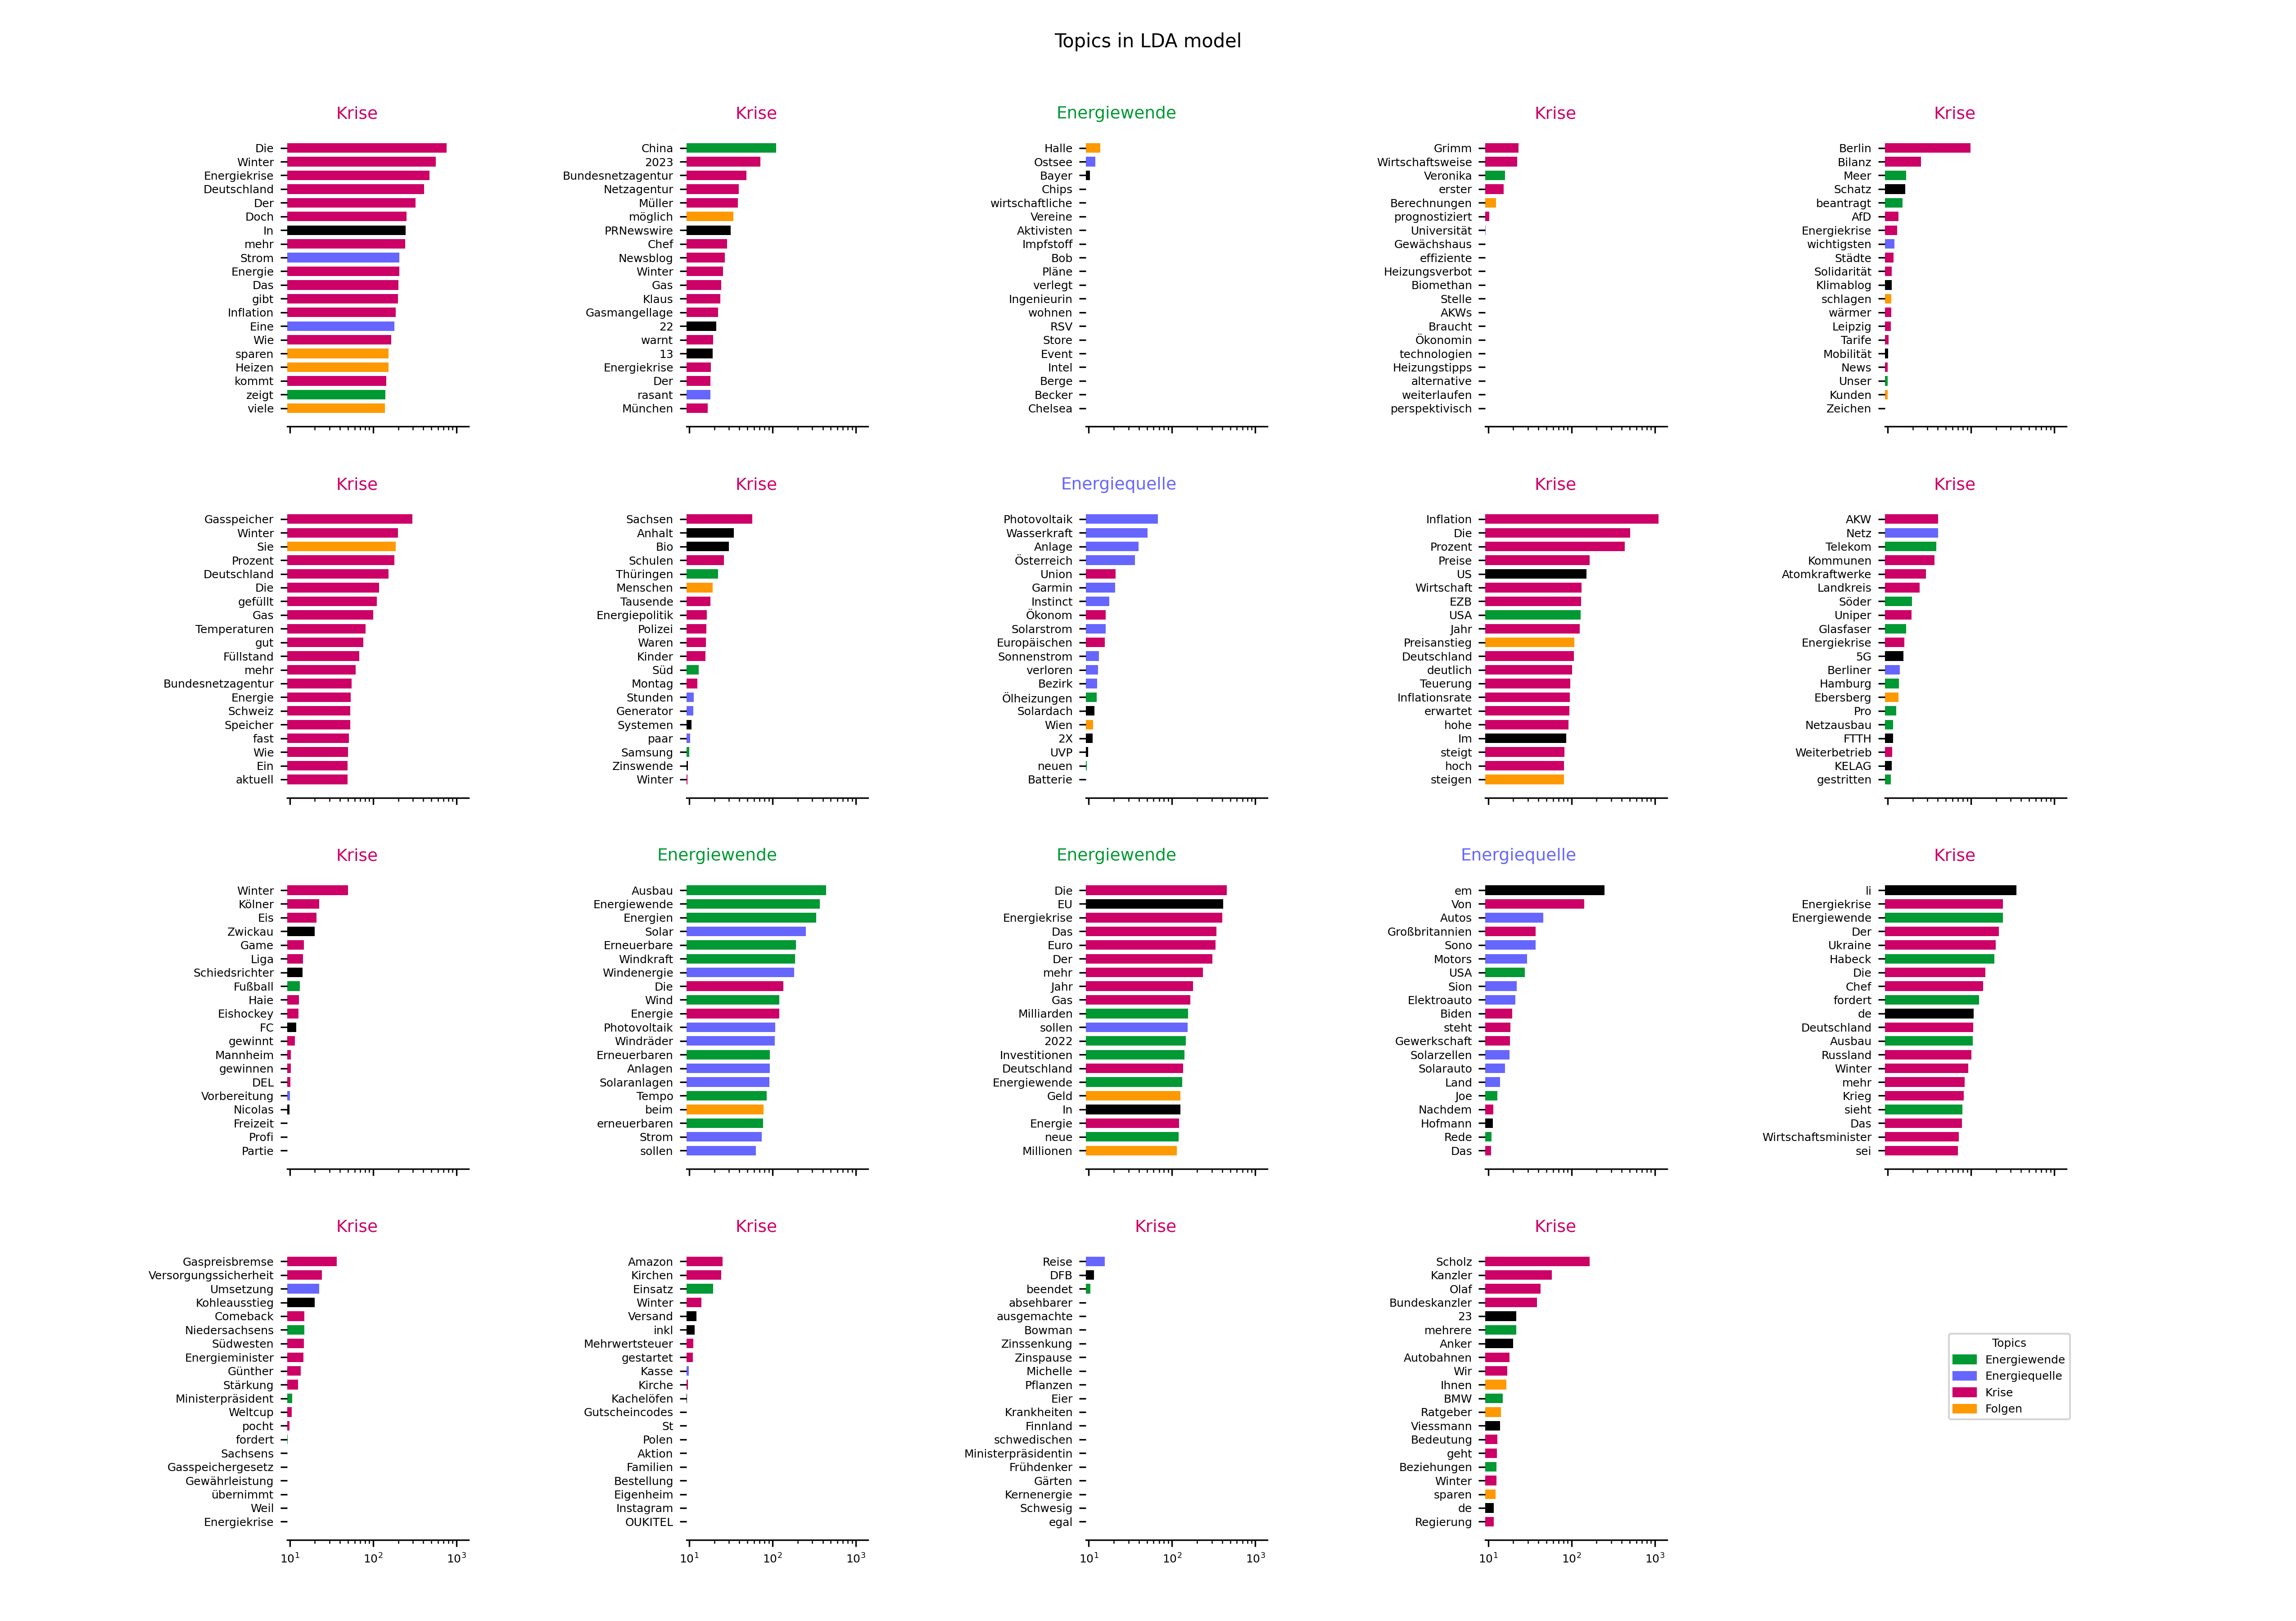 Topics in LDA model
Krise
Die
Winter
Energiekrise
Deutschland
Der
Doch
In
mehr
Strom
Energie
Das
gibt
Inflation
Eine
Wie
sparen
Heizen
kommt
zeigt
viele
Krise
China
2023
Bundesnetzagentur
Netzagentur
Müller
möglich
PRNewswire
Chef
Newsblog
Winter
Gas
Klaus
Gasmangellage
22
warnt
13
Energiekrise
Der
rasant
München
Energiewende
Halle
Ostsee
Bayer
Chips
wirtschaftliche
Vereine
Aktivisten
Impfstoff
Bob
Pläne
verlegt
Ingenieurin
wohnen
RSV
Store
Event
Intel
Berge
Becker
Chelsea
Krise
Grimm
Wirtschaftsweise
Veronika
erster
Berechnungen
prognostiziert
Universität
Gewächshaus
effiziente
Heizungsverbot
Biomethan
Stelle
AKWs
Braucht
Ökonomin
technologien
Heizungstipps
alternative
weiterlaufen
perspektivisch
Krise
Berlin
Bilanz
Meer
Schatz
beantragt
AfD
Energiekrise
wichtigsten
Städte
Solidarität
Klimablog
schlagen
wärmer
Leipzig
Tarife
Mobilität
News
Unser
Kunden
Zeichen
Krise
Gasspeicher
Winter
Sie
Prozent
Deutschland
Die
gefüllt
Gas
Temperaturen
gut
Füllstand
mehr
Bundesnetzagentur
Energie
Schweiz
Speicher
fast
Wie
Ein
aktuell
Krise
Sachsen
Anhalt
Bio
Schulen
Thüringen
Menschen
Tausende
Energiepolitik
Polizei
Waren
Kinder
Süd
Montag
Stunden
Generator
Systemen
paar
Samsung
Zinswende
Winter
Energiequelle
Photovoltaik
Wasserkraft
Anlage
Österreich
Union
Garmin
Instinct
Ökonom
Solarstrom
Europäischen
Sonnenstrom
verloren
Bezirk
Ölheizungen
Solardach
Wien
2X
UVP
neuen
Batterie
Krise
Inflation
Die
Prozent
Preise
US
Wirtschaft
EZB
USA
Jahr
Preisanstieg
Deutschland
deutlich
Teuerung
Inflationsrate
erwartet
hohe
Im
steigt
hoch
steigen
Krise
AKW
Netz
Telekom
Kommunen
Atomkraftwerke
Landkreis
Söder
Uniper
Glasfaser
Energiekrise
5G
Berliner
Hamburg
Ebersberg
Pro
Netzausbau
FTTH
Weiterbetrieb
KELAG
gestritten
Krise
Winter
Kölner
Eis
Zwickau
Game
Liga
Schiedsrichter
Fußball
Haie
Eishockey
FC
gewinnt
Mannheim
gewinnen
DEL
Vorbereitung
Nicolas
Freizeit
Profi
Partie
Energiewende
Ausbau
Energiewende
Energien
Solar
Erneuerbare
Windkraft
Windenergie
Die
Wind
Energie
Photovoltaik
Windräder
Erneuerbaren
Anlagen
Solaranlagen
Tempo
beim
erneuerbaren
Strom
sollen
Energiewende
Die
EU
Energiekrise
Das
Euro
Der
mehr
Jahr
Gas
Milliarden
sollen
2022
Investitionen
Deutschland
Energiewende
Geld
In
Energie
neue
Millionen
Energiequelle
em
Von
Autos
Großbritannien
Sono
Motors
USA
Sion
Elektroauto
Biden
steht
Gewerkschaft
Solarzellen
Solarauto
Land
Joe
Nachdem
Hofmann
Rede
Das
Krise
li
Energiekrise
Energiewende
Der
Ukraine
Habeck
Die
Chef
fordert
de
Deutschland
Ausbau
Russland
Winter
mehr
Krieg
sieht
Das
Wirtschaftsminister
sei
Krise
Gaspreisbremse
Versorgungssicherheit
Umsetzung
Kohleausstieg
Comeback
Niedersachsens
Südwesten
Energieminister
Günther
Stärkung
Ministerpräsident
Weltcup
pocht
fordert
Sachsens
Gasspeichergesetz
Gewährleistung
übernimmt
Weil
Energiekrise
10¹ 10² 10³
Krise
Amazon
Kirchen
Einsatz
Winter
Versand
inkl
Mehrwertsteuer
gestartet
Kasse
Kirche
Kachelöfen
Gutscheincodes
St
Polen
Aktion
Familien
Bestellung
Eigenheim
Instagram
OUKITEL
10¹ 10² 10³
Krise
Reise
DFB
beendet
absehbarer
ausgemachte
Bowman
Zinssenkung
Zinspause
Michelle
Pflanzen
Eier
Krankheiten
Finnland
schwedischen
Ministerpräsidentin
Frühdenker
Gärten
Kernenergie
Schwesig
egal
10¹ 10² 10³
Krise
Scholz
Kanzler
Olaf
Bundeskanzler
23
mehrere
Anker
Autobahnen
Wir
Ihnen
BMW
Ratgeber
Viessmann
Bedeutung
geht
Beziehungen
Winter
sparen
de
Regierung
10¹ 10² 10³
Topics
Energiewende
Energiequelle
Krise
Folgen